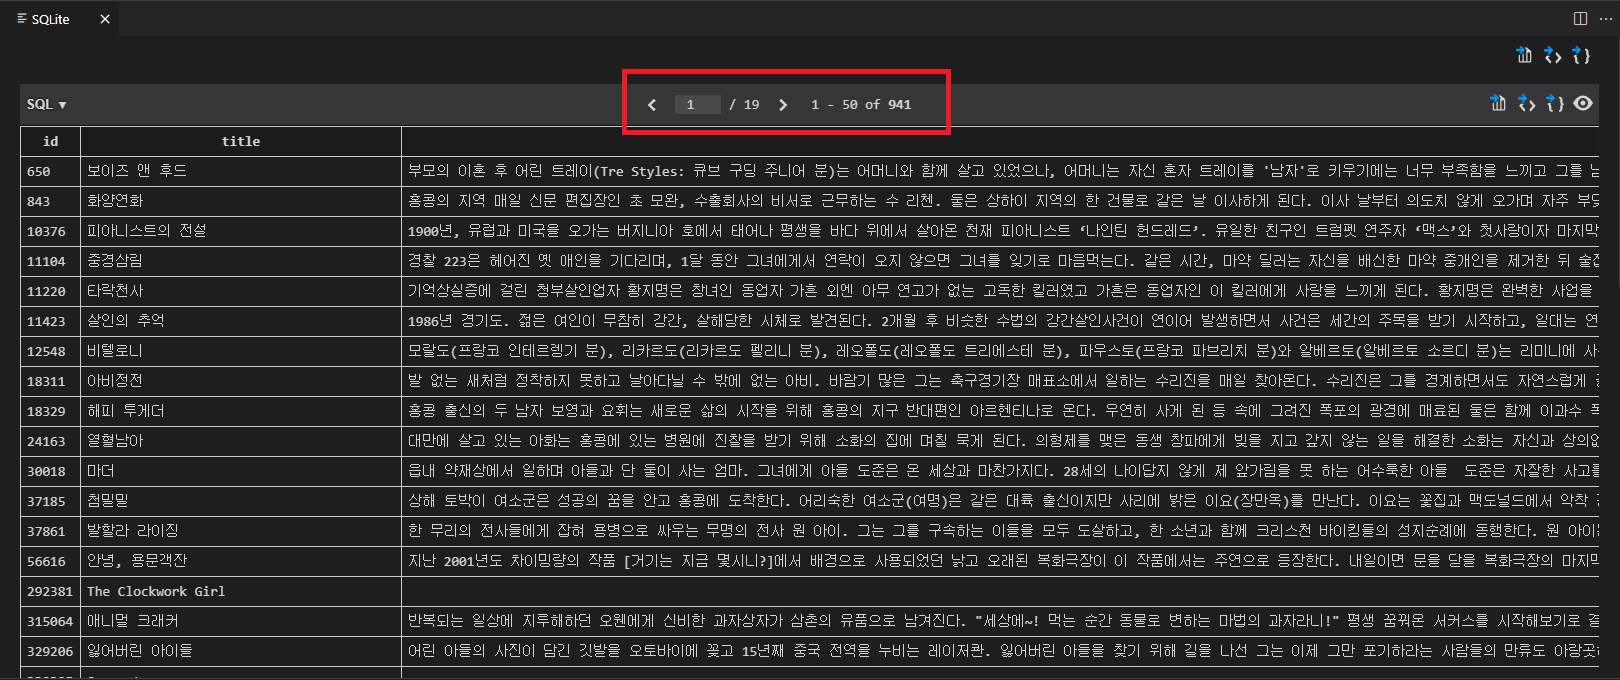 SQLite
SQL ▾
1 / 19 1 - 50 of 941
id title
650 보이즈 앤 후드 부모의 이혼 후 어린 트레이(Tre Styles: 큐브 구딩 주니어 분)는 어머니와 함께 살고 있었으나, 어머니는 자신 혼자 트레이를 '남자'로 키우기에는 너무 부족함을 느끼고 그를
843 화양연화 홍콩의 지역 매일 신문 편집장인 초 모완, 수출회사의 비서로 근무하는 수 리첸. 둘은 상하이 지역의 한 건물로 같은 날 이사하게 된다. 이사 날부터 의도치 않게 오가며 자주
10376 피아니스트의 전설 1900년, 유럽과 미국을 오가는 버지니아 호에서 태어나 평생을 바다 위에서 살아온 천재 피아니스트 ‘나인틴 헌드레드’. 유일한 친구인 트럼펫 연주자 ‘맥스’와 첫사랑이자 마지막
11104 중경삼림 경찰 223은 헤어진 옛 애인을 기다리며, 1달 동안 그녀에게서 연락이 오지 않으면 그녀를 잊기로 마음먹는다. 같은 시간, 마약 딜러는 자신을 배신한 마약 중개인을 제거한 뒤
11220 타락천사 기억상실증에 걸린 청부살인업자 황지명은 창녀인 동업자 가흔 외엔 아무 연고가 없는 고독한 킬러였고 가흔은 동업자인 이 킬러에게 사랑을 느끼게 된다. 황지명은 완벽한 사업을
11423 살인의 추억 1986년 경기도. 젊은 여인이 무참히 강간, 살해당한 시체로 발견된다. 2개월 후 비슷한 수법의 강간살인사건이 연이어 발생하면서 사건은 세간의 주목을 받기 시작하고, 일대는 연
12548 비텔로니 모랄도(프랑코 인테르렝기 분), 리카르도(리카르도 펠리니 분), 레오폴도(레오폴도 트리에스테 분), 파우스토(프랑코 파브리치 분)와 알베르토(알베르토 소르디 분)는 리미니에 사
18311 아비정전 발 없는 새처럼 정착하지 못하고 날아다닐 수 밖에 없는 아비. 바람기 많은 그는 축구경기장 매표소에서 일하는 수리진을 매일 찾아온다. 수리진은 그를 경계하면서도 자연스럽게
18329 해피 투게더 홍콩 출신의 두 남자 보영과 요휘는 새로운 삶의 시작을 위해 홍콩의 지구 반대편인 아르헨티나로 온다. 우연히 사게 된 등 속에 그려진 폭포의 광경에 매료된 둘은 함께 이과수
24163 열혈남아 대만에 살고 있는 아화는 홍콩에 있는 병원에 진찰을 받기 위해 소화의 집에 며칠 묵게 된다. 의형제를 맺은 동생 창파에게 빚을 지고 갚지 않는 일을 해결한 소화는 자신과 상의없
30018 마더 읍내 약재상에서 일하며 아들과 단 둘이 사는 엄마. 그녀에게 아들 도준은 온 세상과 마찬가지다. 28세의 나이답지 않게 제 앞가림을 못 하는 어수룩한 아들 도준은 자잘한 사고를
37185 첨밀밀 상해 토박이 여소군은 성공의 꿈을 안고 홍콩에 도착한다. 어리숙한 여소군(여명)은 같은 대륙 출신이지만 사리에 밝은 이요(장만옥)를 만난다. 이요는 꽃집과 맥도널드에서 악착
37861 발할라 라이징 한 무리의 전사들에게 잡혀 용병으로 싸우는 무명의 전사 원 아이. 그는 그를 구속하는 이들을 모두 도살하고, 한 소년과 함께 크리스천 바이킹들의 성지순례에 동행한다. 원 아이
56616 안녕, 용문객잔 지난 2001년도 차이밍량의 작품 [거기는 지금 몇시니?]에서 배경으로 사용되었던 낡고 오래된 복화극장이 이 작품에서는 주연으로 등장한다. 내일이면 문을 닫을 복화극장의 마지막
292381 The Clockwork Girl
315064 애니멀 크래커 반복되는 일상에 지루해하던 오웬에게 신비한 과자상자가 삼촌의 유품으로 남겨진다. "세상에~! 먹는 순간 동물로 변하는 마법의 과자라니!" 평생 꿈꿔온 서커스를 시작해보기로
329206 잃어버린 아이들 어린 아들의 사진이 담긴 깃발을 오토바이에 꽂고 15년째 중국 전역을 누비는 레이저콴. 잃어버린 아들을 찾기 위해 길을 나선 그는 이제 그만 포기하라는 사람들의 만류도